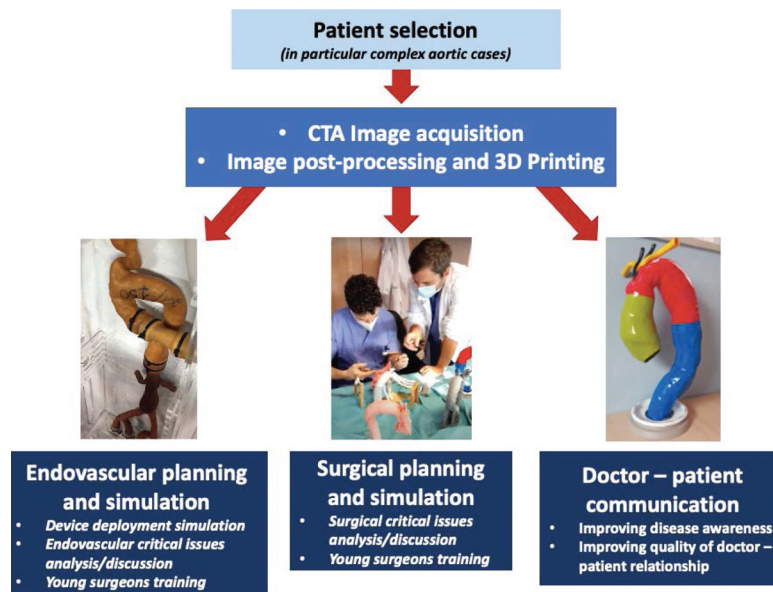 Patient selection
(in particular complex aortic cases)
• CTA Image acquisition
• Image post-processing and 3D Printing
Endovascular planning
and simulation
• Device deployment simulation
• Endovascular critical issues
analysis/discussion
• Young surgeons training
Surgical planning
and simulation
• Surgical critical issues
analysis/discussion
• Young surgeons training
Doctor – patient
communication
• Improving disease awareness
• Improving quality of doctor –
patient relationship